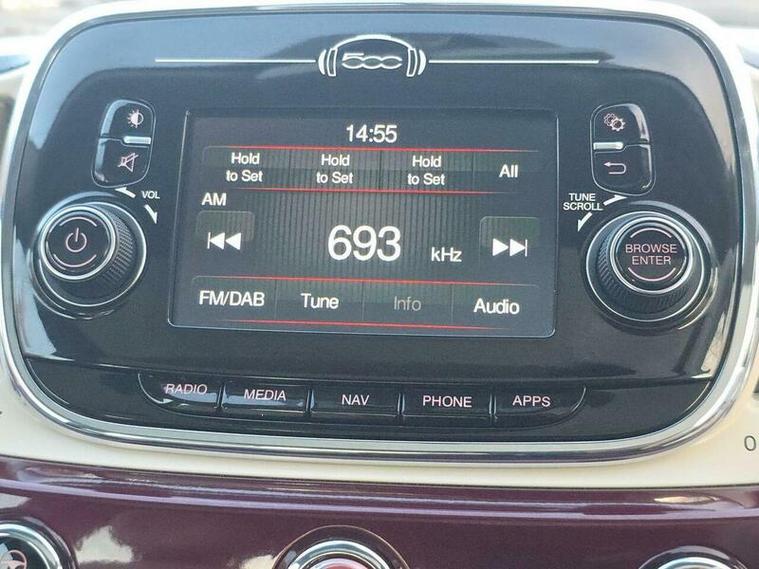 500
14:55
Hold to Set
Hold to Set
Hold to Set
All
AM
693 kHz
FM/DAB
Tune
Info
Audio
VOL
TUNE
SCROLL
BROWSE
ENTER
RADIO
MEDIA
NAV
PHONE
APPS
0